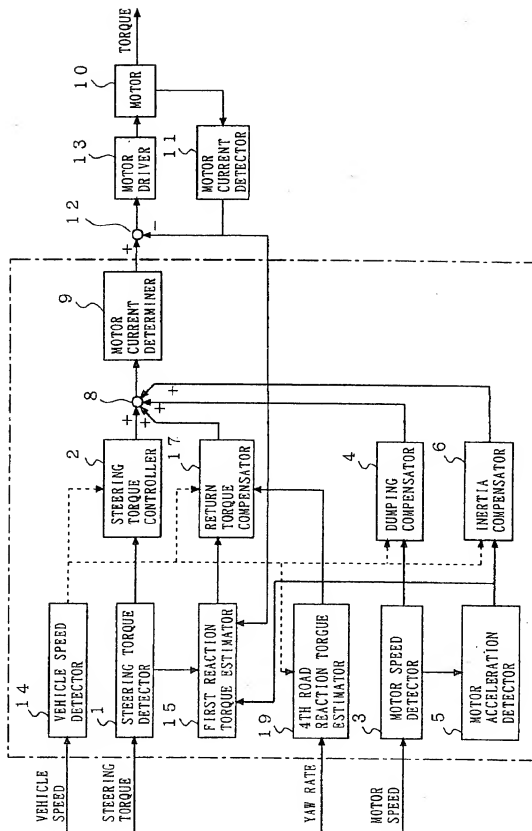 VEHICLE
SPEED
STEERING
TORQUE
YAW RATE
MOTOR
SPEED
14
VEHICLE SPEED
DETECTOR
1
STEERING TORQUE
DETECTOR
15
FIRST REACTION
TORQUE ESTIMATOR
19
4TH ROAD
REACTION TORGUE
ESTIMATOR
3
MOTOR SPEED
DETECTOR
5
MOTOR
ACCELERATION
DETECTOR
2
STEERING
TORQUE
CONTROLLER
17
RETURN
TORQUE
COMPENSATOR
4
DUMPING
COMPENSATOR
6
INERTIA
COMPENSATOR
8
+
+
+
+
9
MOTOR CURRENT
DETERMINER
12
+
-
13
MOTOR
DRIVER
10
MOTOR
11
MOTOR
CURRENT
DETECTOR
TORQUE